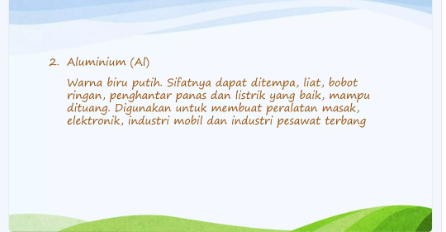 2. Aluminium (Al)
Warna biru putih. Sifatnya dapat ditempa, liat, bobot
ringan, penghantar panas dan listrik yang baik, mampu
dituang. Digunakan untuk membuat peralatan masak,
elektronik, industri mobil dan industri pesawat terbang